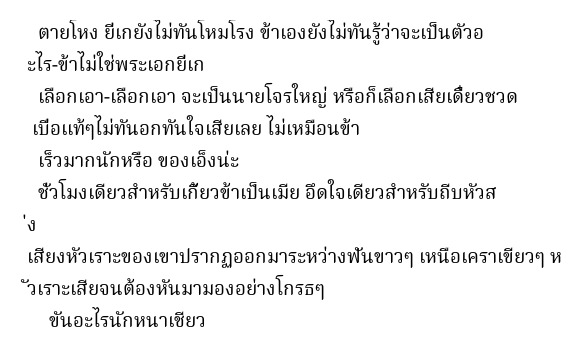 ตายโหง ยี่เกยังไม่ทันโหมโรง ข้าเองยังไม่ทันรู้ว่าจะเป็นตัวอ
ะไร-ข้าไม่ใช่พระเอกยี่เก
เลือกเอา-เลือกเอา จะเป็นนายโจรใหญ่ หรือก็เลือกเสียเดี๋ยวชวด
เบื่อแท้ๆไม่ทันอกทันใจเสียเลย ไม่เหมือนข้า
เร็วมากนักหรือ ของเอ็งน่ะ
ชั่วโมงเดียวสำหรับเกี้ยวข้าเป็นเมีย อึดใจเดียวสำหรับถีบหัวส
่ง
เสียงหัวเราะของเขาปรากฏออกมาระหว่างฟันขาวๆ เหนือเคราเขียวๆ ห
ัวเราะเสียจนต้องหันมามองอย่างโกรธๆ
ขันอะไรนักหนาเชียว